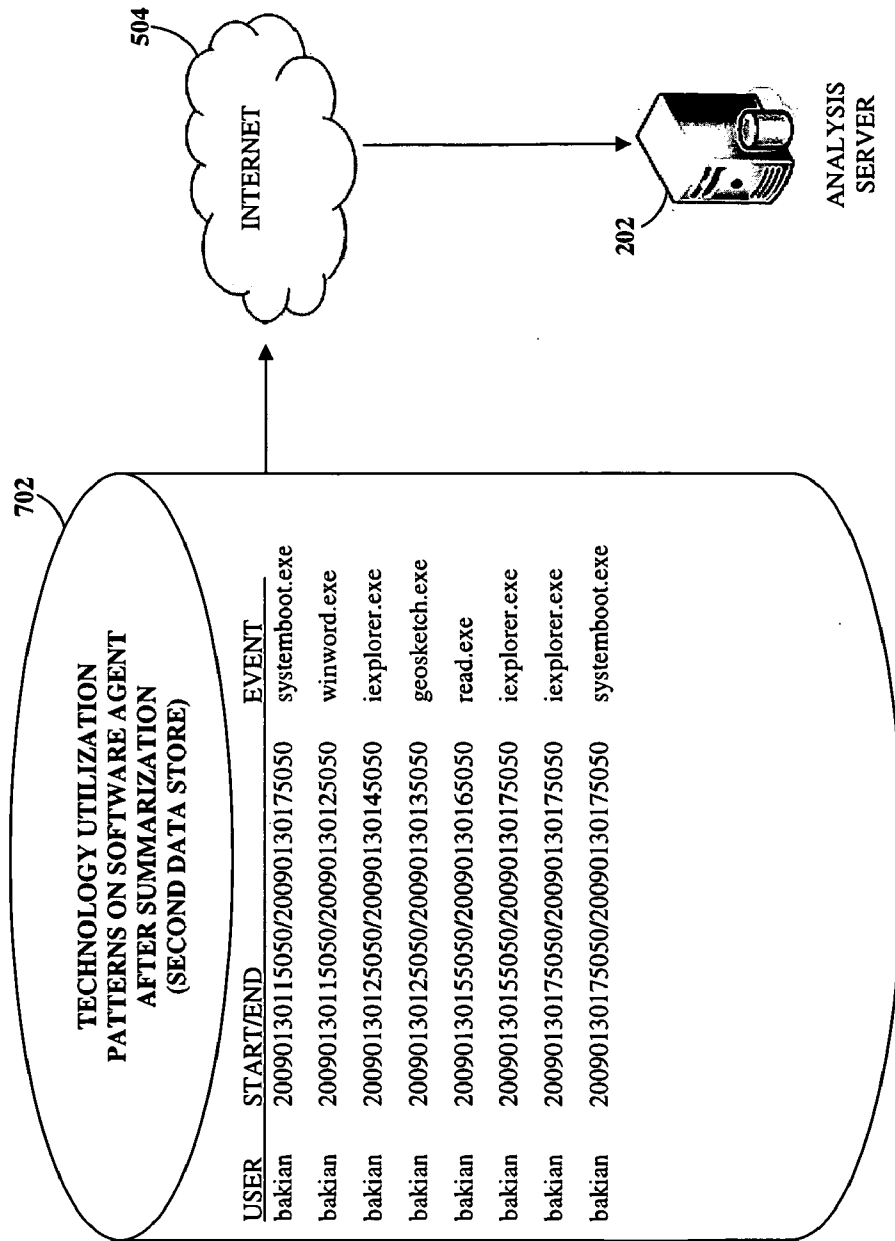 702
TECHNOLOGY UTILIZATION
PATTERNS ON SOFTWARE AGENT
AFTER SUMMARIZATION
(SECOND DATA STORE)
USER START/END EVENT
bakian 20090130115050/20090130175050 systemboot.exe
bakian 20090130115050/20090130125050 winword.exe
bakian 20090130125050/20090130145050 iexplorer.exe
bakian 20090130125050/20090130135050 geosketch.exe
bakian 20090130155050/20090130165050 read.exe
bakian 20090130155050/20090130175050 iexplorer.exe
bakian 20090130175050/20090130175050 iexplorer.exe
bakian 20090130175050/20090130175050 systemboot.exe
504
INTERNET
202
ANALYSIS
SERVER